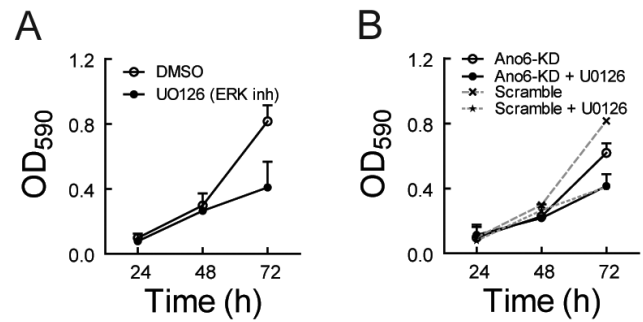 A
OD590
1.2
0.8
0.4
0.0
DMSO
UO126 (ERK inh)
24 48 72
Time (h)
B
OD590
1.2
0.8
0.4
0.0
Ano6-KD
Ano6-KD + U0126
Scramble
Scramble + U0126
24 48 72
Time (h)